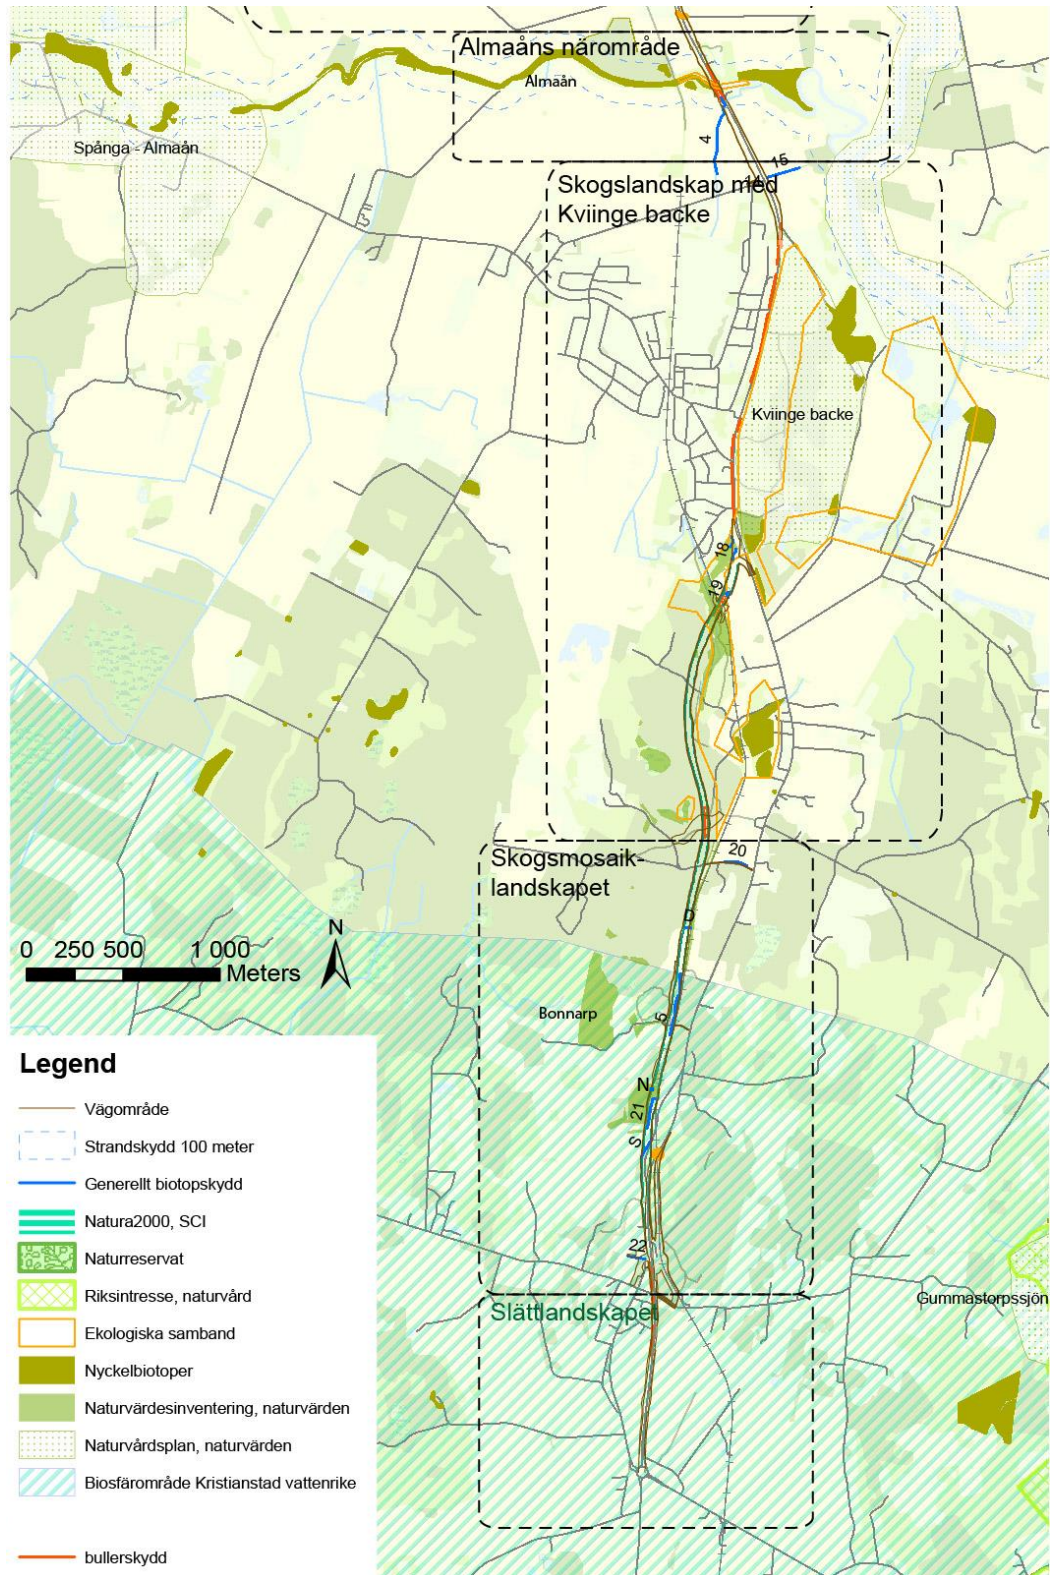 Almaåns närområde
Almaån
Spånga - Almaån
4
15
Skogslandskap med
Kviinge backe
Kviinge backe
18
19
Skogsmosaik-
landskapet
20
D
0 250 500 1 000
Meters
N
Bonnarp
5
N
21
S
22
Slättlandskapet
Gummastorpssjön
Legend
Vägområde
Strandskydd 100 meter
Generellt biotopskydd
Natura2000, SCI
Naturreservat
Riksintresse, naturvård
Ekologiska samband
Nyckelbiotoper
Naturvärdesinventering, naturvärden
Naturvårdsplan, naturvärden
Biosfärområde Kristianstad vattenrike
bullerskydd